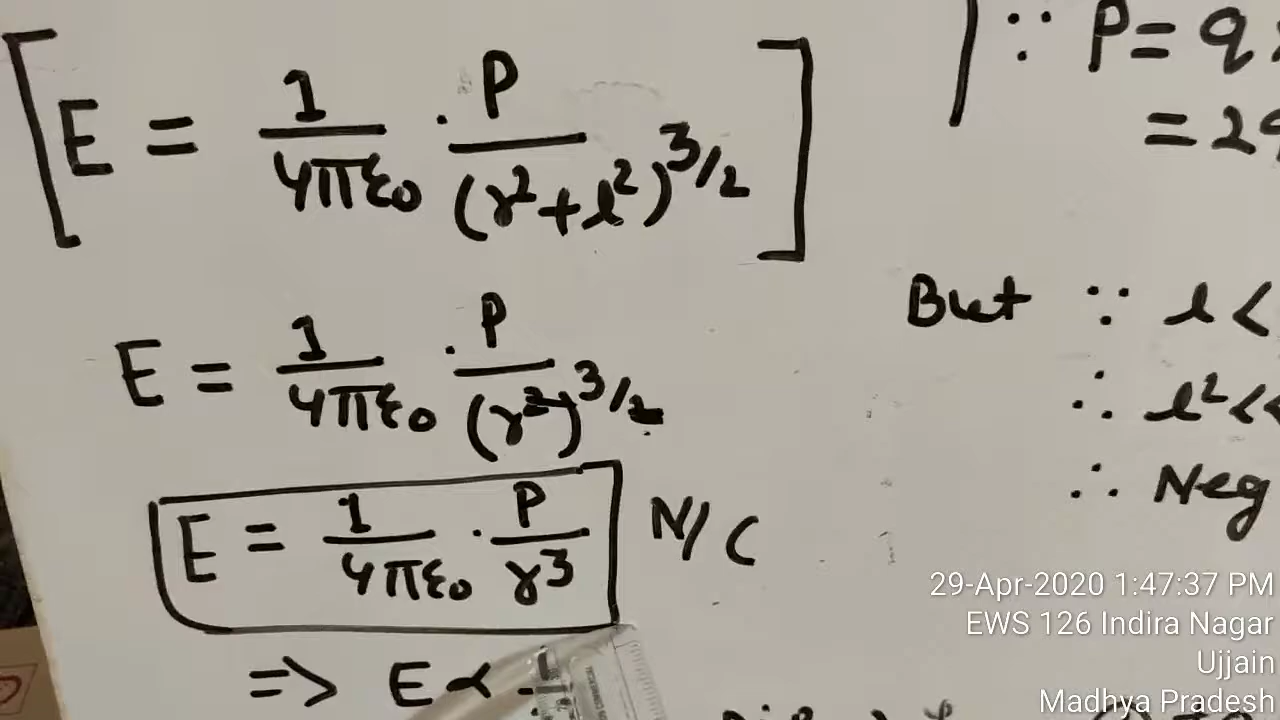 [E = 1/4πε₀ · P/(r²+l²)^3/2]
∵ P = q
= 2q
E = 1/4πε₀ · P/(r²)^3/2
But ∵ l <
∴ l² <<
∴ Neg
E = 1/4πε₀ · P/r³ N/C
=> E ∝
29-Apr-2020 1:47:37 PM
EWS 126 Indira Nagar
Ujjain
Madhya Pradesh